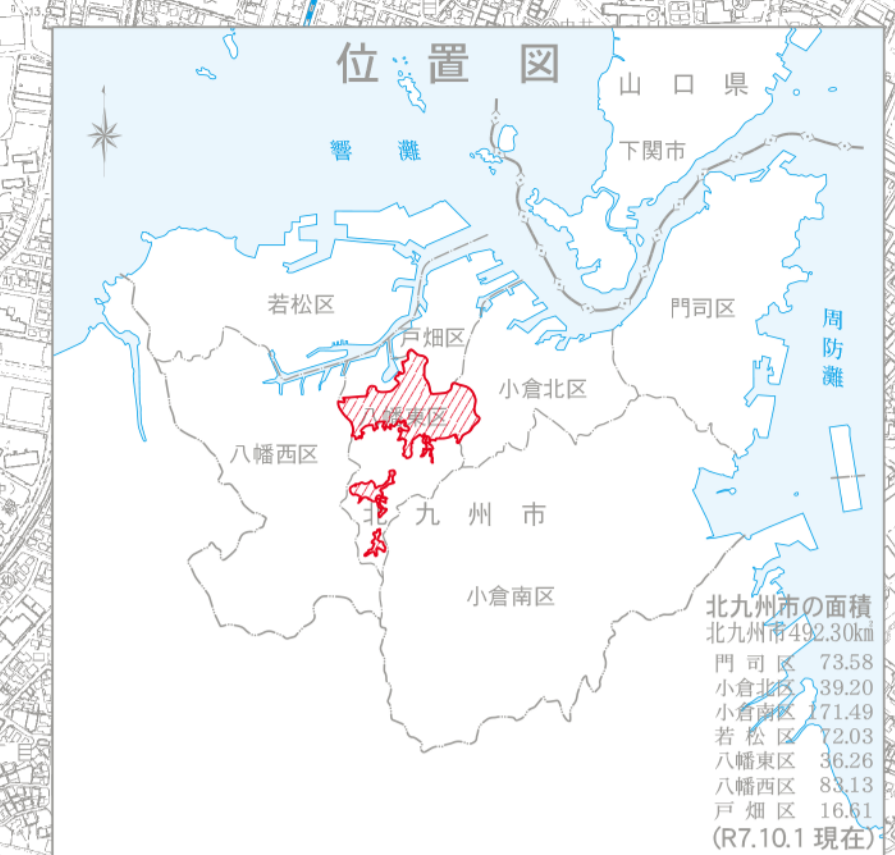 位置図
山口県
響灘
下関市
若松区
門司区
周防灘
戸畑区
小倉北区
八幡東区
八幡西区
北九州市
小倉南区
北九州市の面積
北九州市492.30k㎡
門司区 73.58
小倉北区 39.20
小倉南区 171.49
若松区 72.03
八幡東区 36.26
八幡西区 83.13
戸畑区 16.61
(R7.10.1 現在)